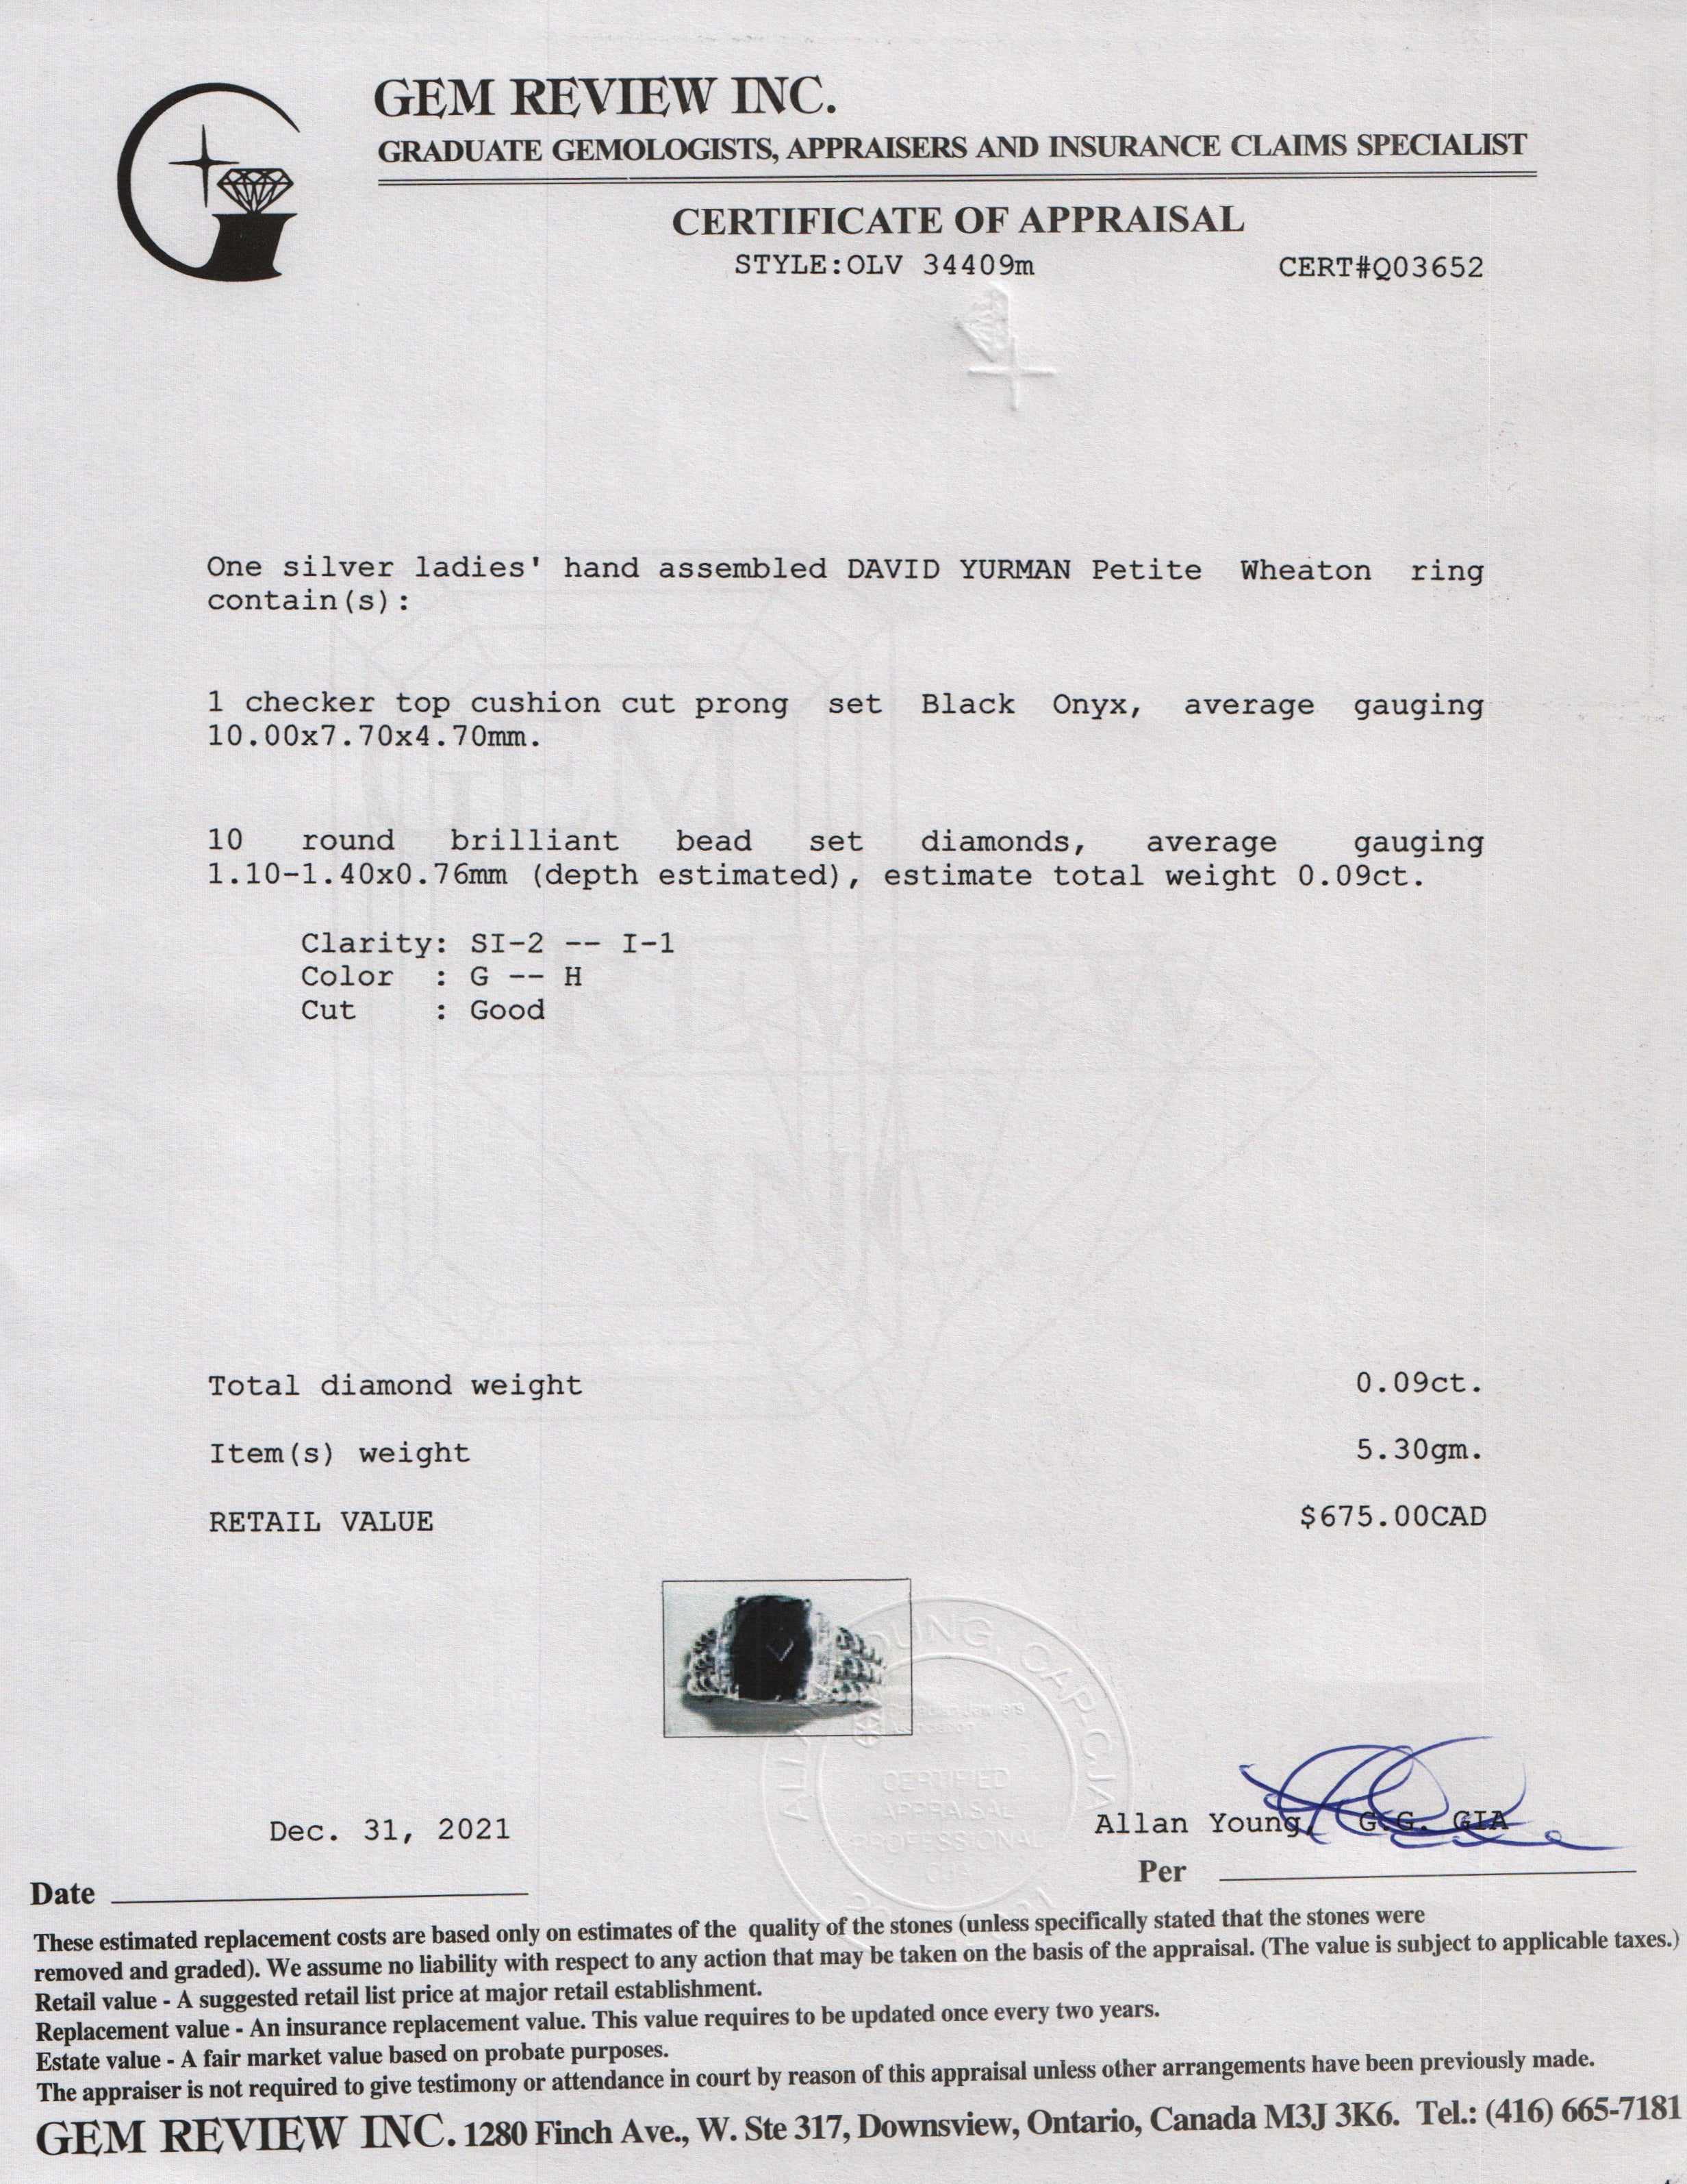 GEM REVIEW INC.
GRADUATE GEMOLOGISTS, APPRAISERS AND INSURANCE CLAIMS SPECIALIST
CERTIFICATE OF APPRAISAL
STYLE:OLV 34409m CERT#Q03652
One silver ladies' hand assembled DAVID YURMAN Petite Wheaton ring
contain(s):
1 checker top cushion cut prong set Black Onyx, average gauging
10.00x7.70x4.70mm.
10 round brilliant bead set diamonds, average gauging
1.10-1.40x0.76mm (depth estimated), estimate total weight 0.09ct.
Clarity: SI-2 -- I-1
Color : G -- H
Cut : Good
GEM
REVIEW
INC.
Total diamond weight 0.09ct.
Item(s) weight 5.30gm.
RETAIL VALUE $675.00CAD
YOUNG CAP-CJA
CERTIFIED
APPRAISAL
PROFESSIONAL
CJA
Dec. 31, 2021 Allan Young, G.G. GIA
Date Per
These estimated replacement costs are based only on estimates of the quality of the stones (unless specifically stated that the stones were
removed and graded). We assume no liability with respect to any action that may be taken on the basis of the appraisal. (The value is subject to applicable taxes.)
Retail value - A suggested retail list price at major retail establishment.
Replacement value - An insurance replacement value. This value requires to be updated once every two years.
Estate value - A fair market value based on probate purposes.
The appraiser is not required to give testimony or attendance in court by reason of this appraisal unless other arrangements have been previously made.
GEM REVIEW INC. 1280 Finch Ave., W. Ste 317, Downsview, Ontario, Canada M3J 3K6. Tel.: (416) 665-7181